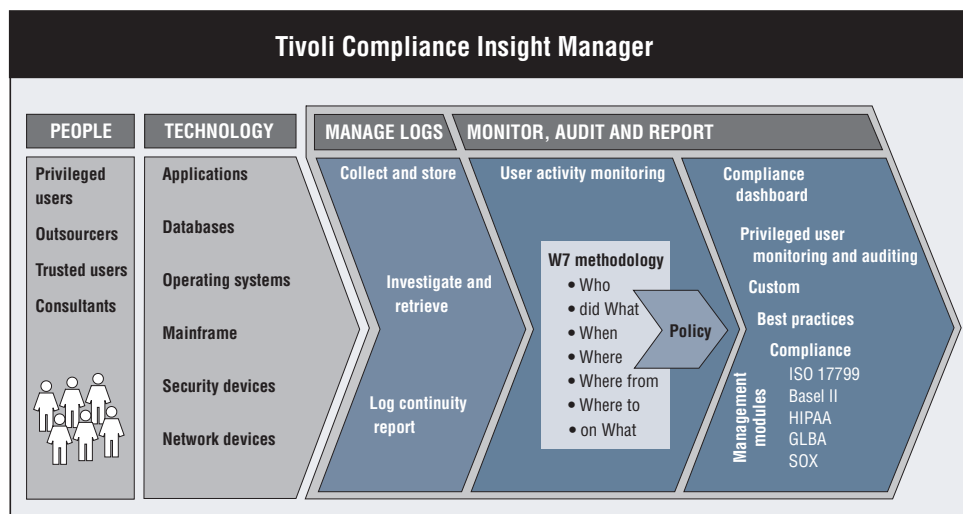 Tivoli Compliance Insight Manager
PEOPLE
Privileged
users
Outsourcers
Trusted users
Consultants
TECHNOLOGY
Applications
Databases
Operating systems
Mainframe
Security devices
Network devices
MANAGE LOGS
Collect and store
Investigate and
retrieve
Log continuity
report
MONITOR, AUDIT AND REPORT
User activity monitoring
W7 methodology
• Who
• did What
• When
• Where
• Where from
• Where to
• on What
Policy
Compliance
dashboard
Privileged user
monitoring and auditing
Custom
Best practices
Compliance
Management
modules
ISO 17799
Basel II
HIPAA
GLBA
SOX